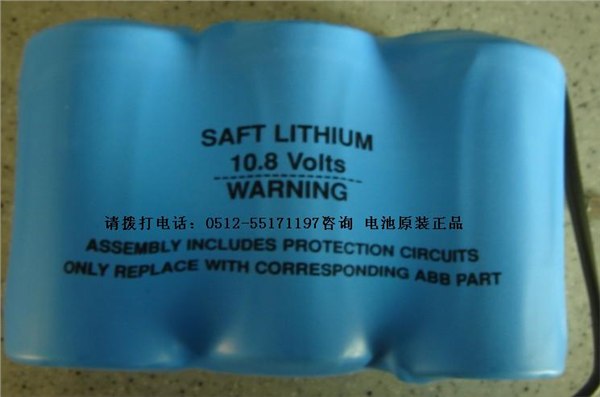 SAFT LITHIUM
10.8 Volts
WARNING
请拨打电话：0512-55171197咨询 电池原装正品
ASSEMBLY INCLUDES PROTECTION CIRCUITS
ONLY REPLACE WITH CORRESPONDING ABB PART